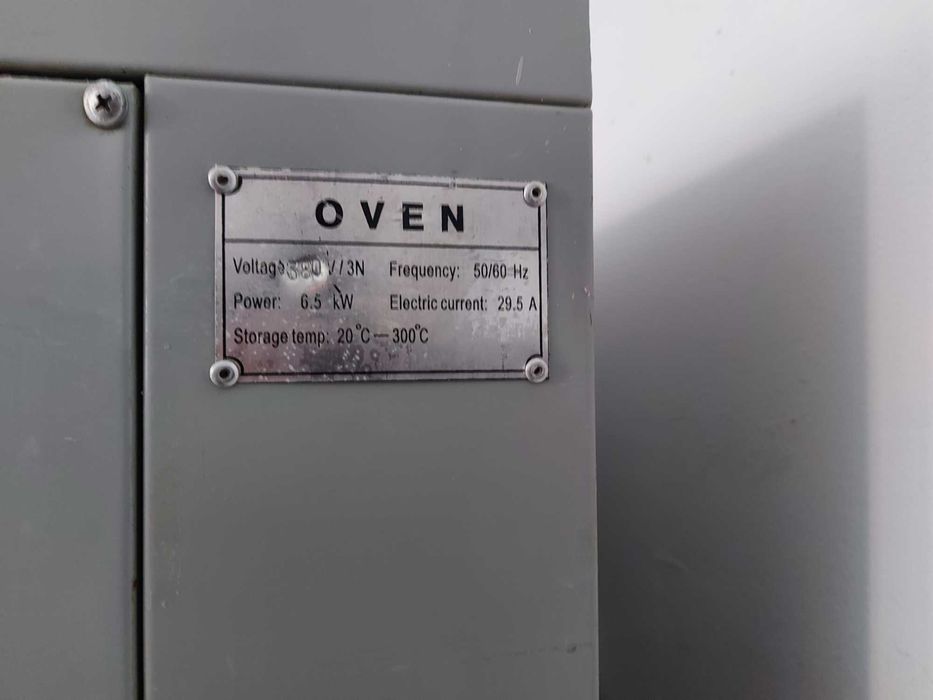 OVEN
Voltage 380 V/3N Frequency: 50/60 Hz
Power: 6.5 kW Electric current: 29.5 A
Storage temp: 20°C—300°C